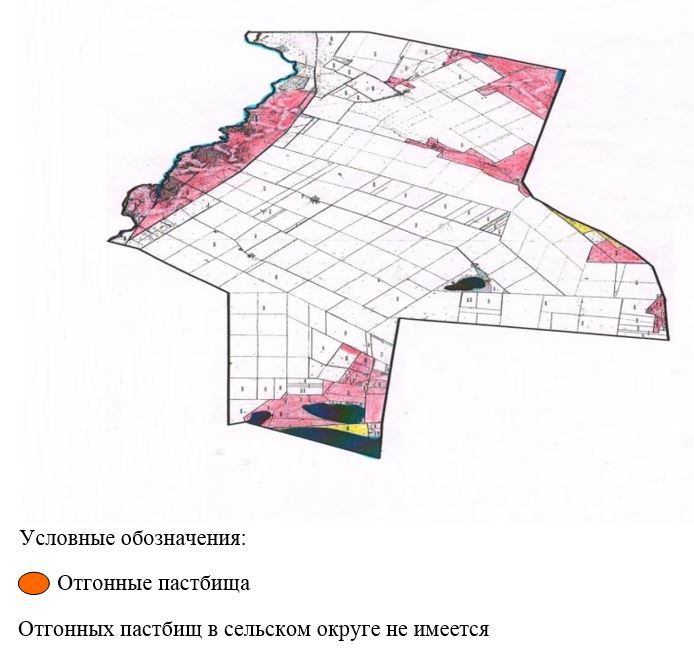 Условные обозначения:
Отгонные пастбища
Отгонных пастбищ в сельском округе не имеется